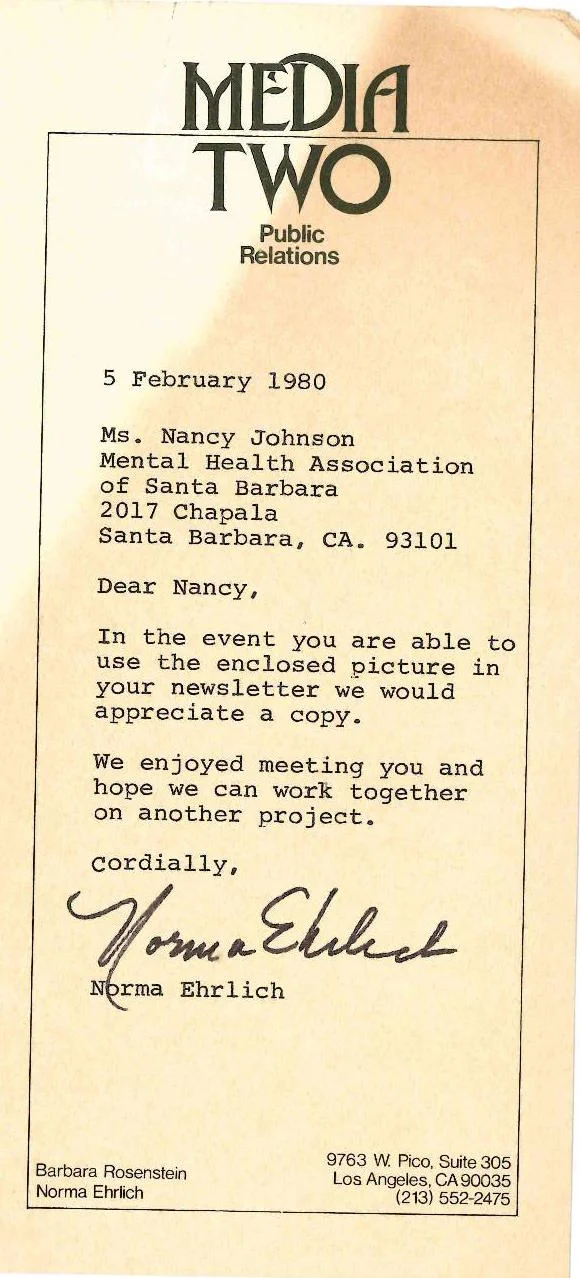 MEDIA
TWO
Public
Relations
5 February 1980
Ms. Nancy Johnson
Mental Health Association
of Santa Barbara
2017 Chapala
Santa Barbara, CA. 93101
Dear Nancy,
In the event you are able to
use the enclosed picture in
your newsletter we would
appreciate a copy.
We enjoyed meeting you and
hope we can work together
on another project.
Cordially,
Norma Ehrlich
Norma Ehrlich
Barbara Rosenstein
Norma Ehrlich
9763 W. Pico, Suite 305
Los Angeles, CA 90035
(213) 552-2475